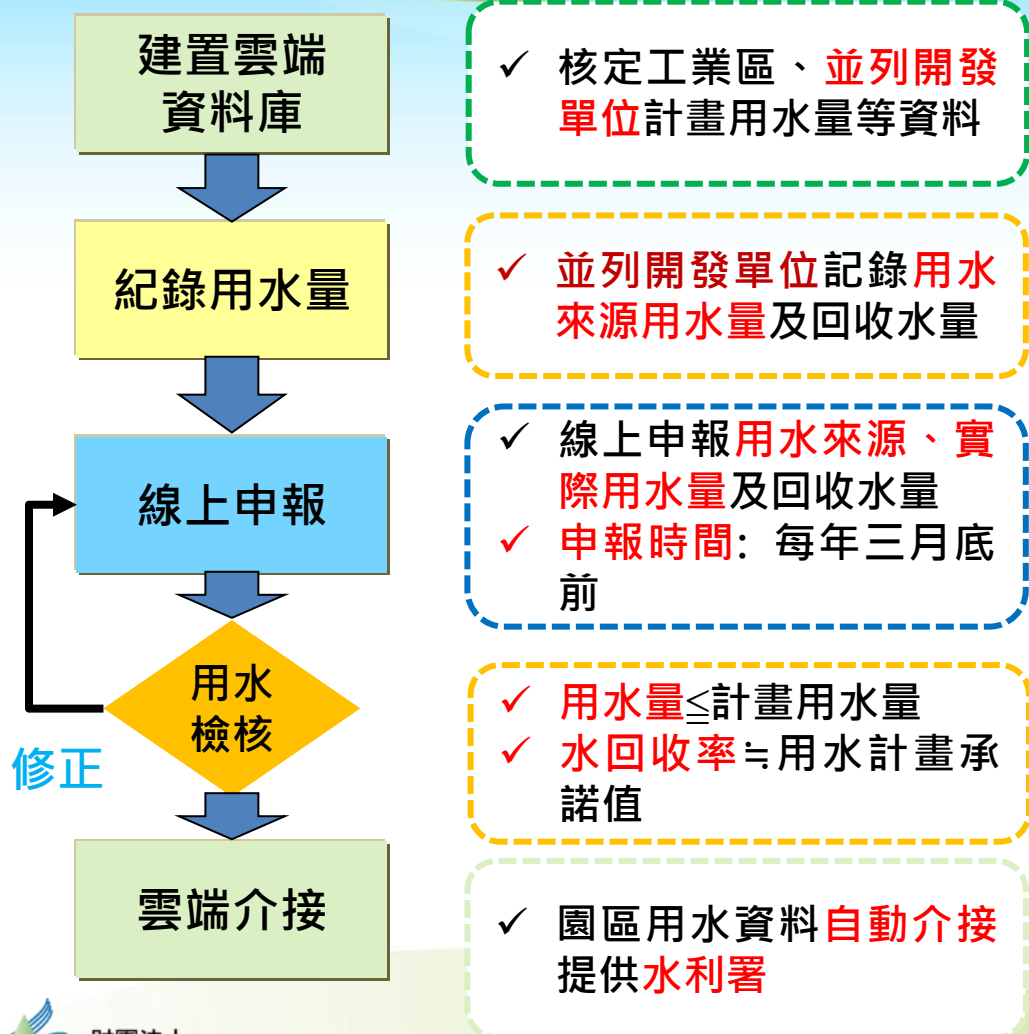 建置雲端
資料庫
✓ 核定工業區、並列開發
單位計畫用水量等資料
紀錄用水量
✓ 並列開發單位記錄用水
來源用水量及回收水量
線上申報
✓ 線上申報用水來源、實
際用水量及回收水量
✓ 申報時間: 每年三月底
前
用水
檢核
修正
✓ 用水量≦計畫用水量
✓ 水回收率≒用水計畫承
諾值
雲端介接
✓ 園區用水資料自動介接
提供水利署
財團法人